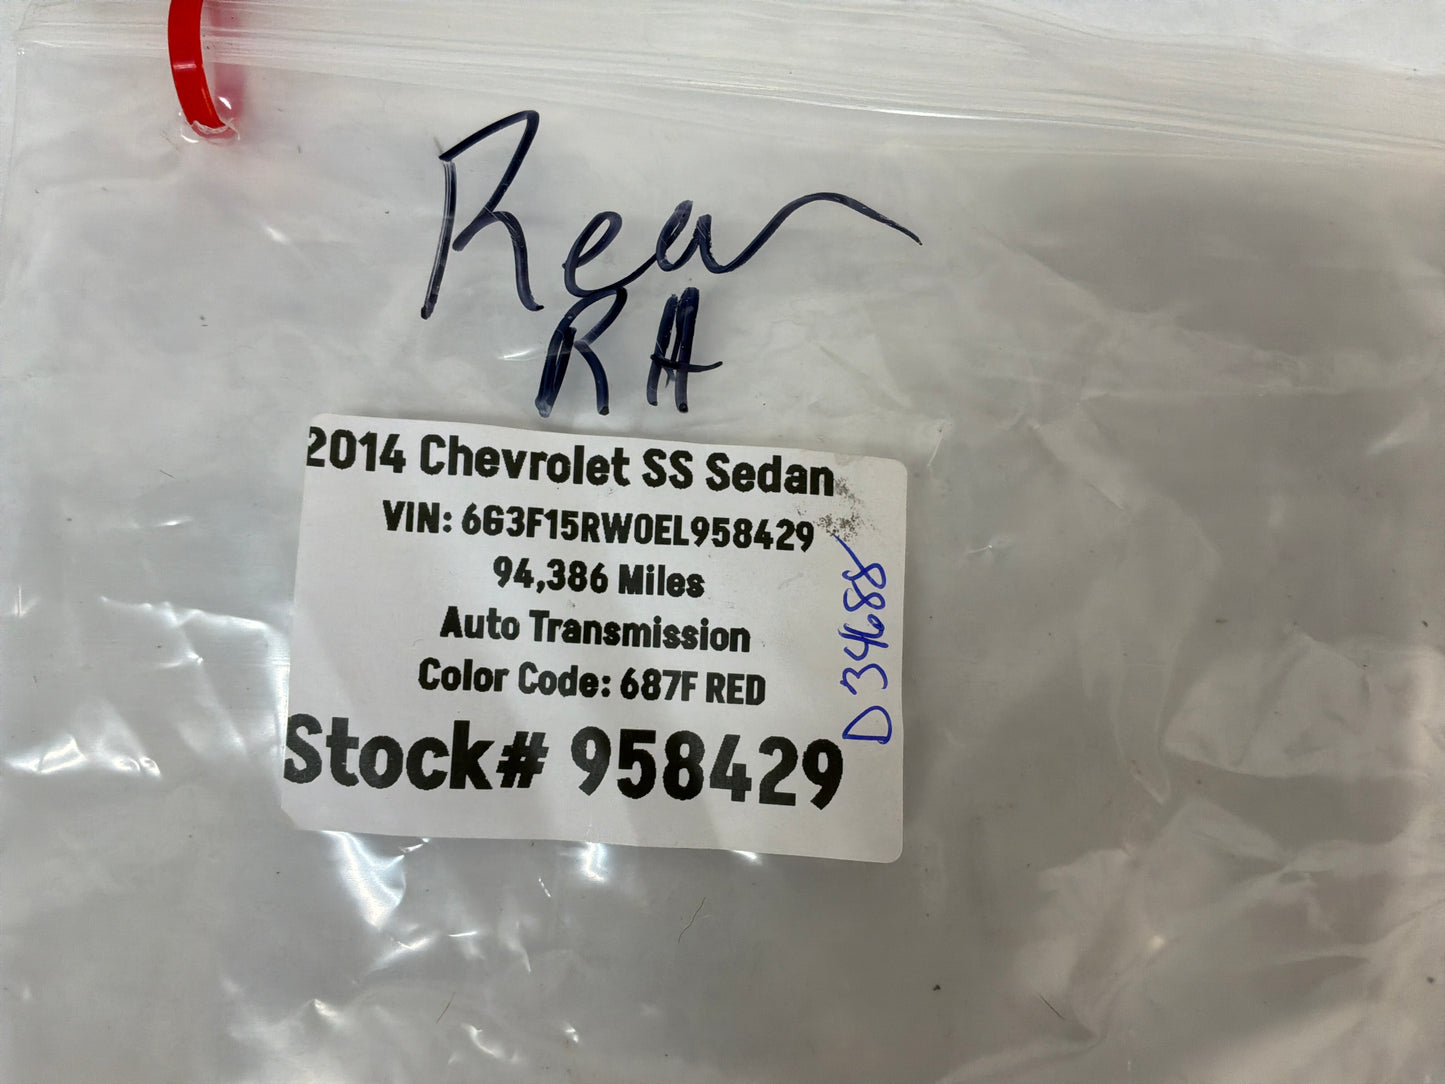 Rear
RH
2014 Chevrolet SS Sedan
VIN: 6G3F15RW0EL958429
94,386 Miles
Auto Transmission
Color Code: 687F RED
Stock# 958429
D34688